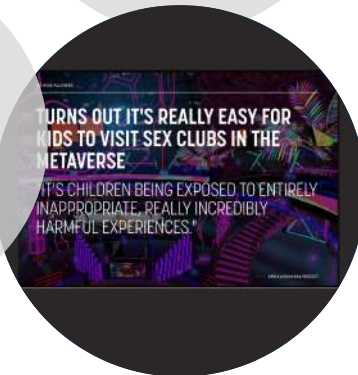 TURNS OUT IT'S REALLY EASY FOR
KIDS TO VISIT SEX CLUBS IN THE
METAVERSE
"IT'S CHILDREN BEING EXPOSED TO ENTIRELY
INAPPROPRIATE, REALLY INCREDIBLY
HARMFUL EXPERIENCES."